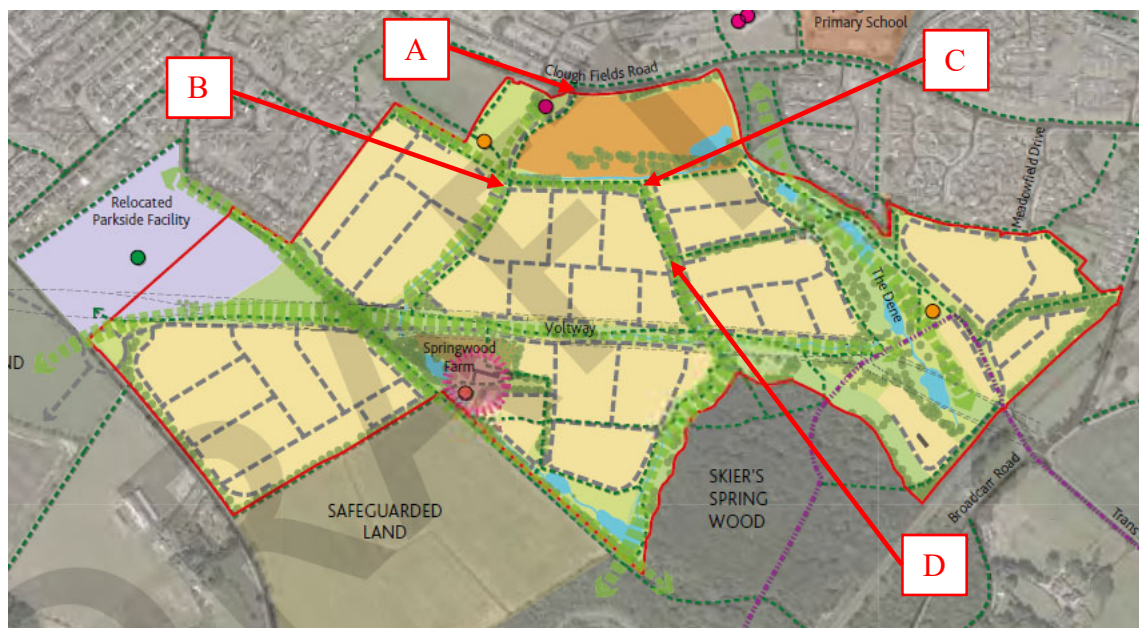 Primary School
A
Clough Fields Road
C
B
Meadowfield Drive
Relocated
Parkside Facility
The Dene
Voltway
Springwood
Farm
ND
SKIER'S
SPRING
WOOD
SAFEGUARDED
LAND
Broadcarr Road
Trans
D
DRAFT